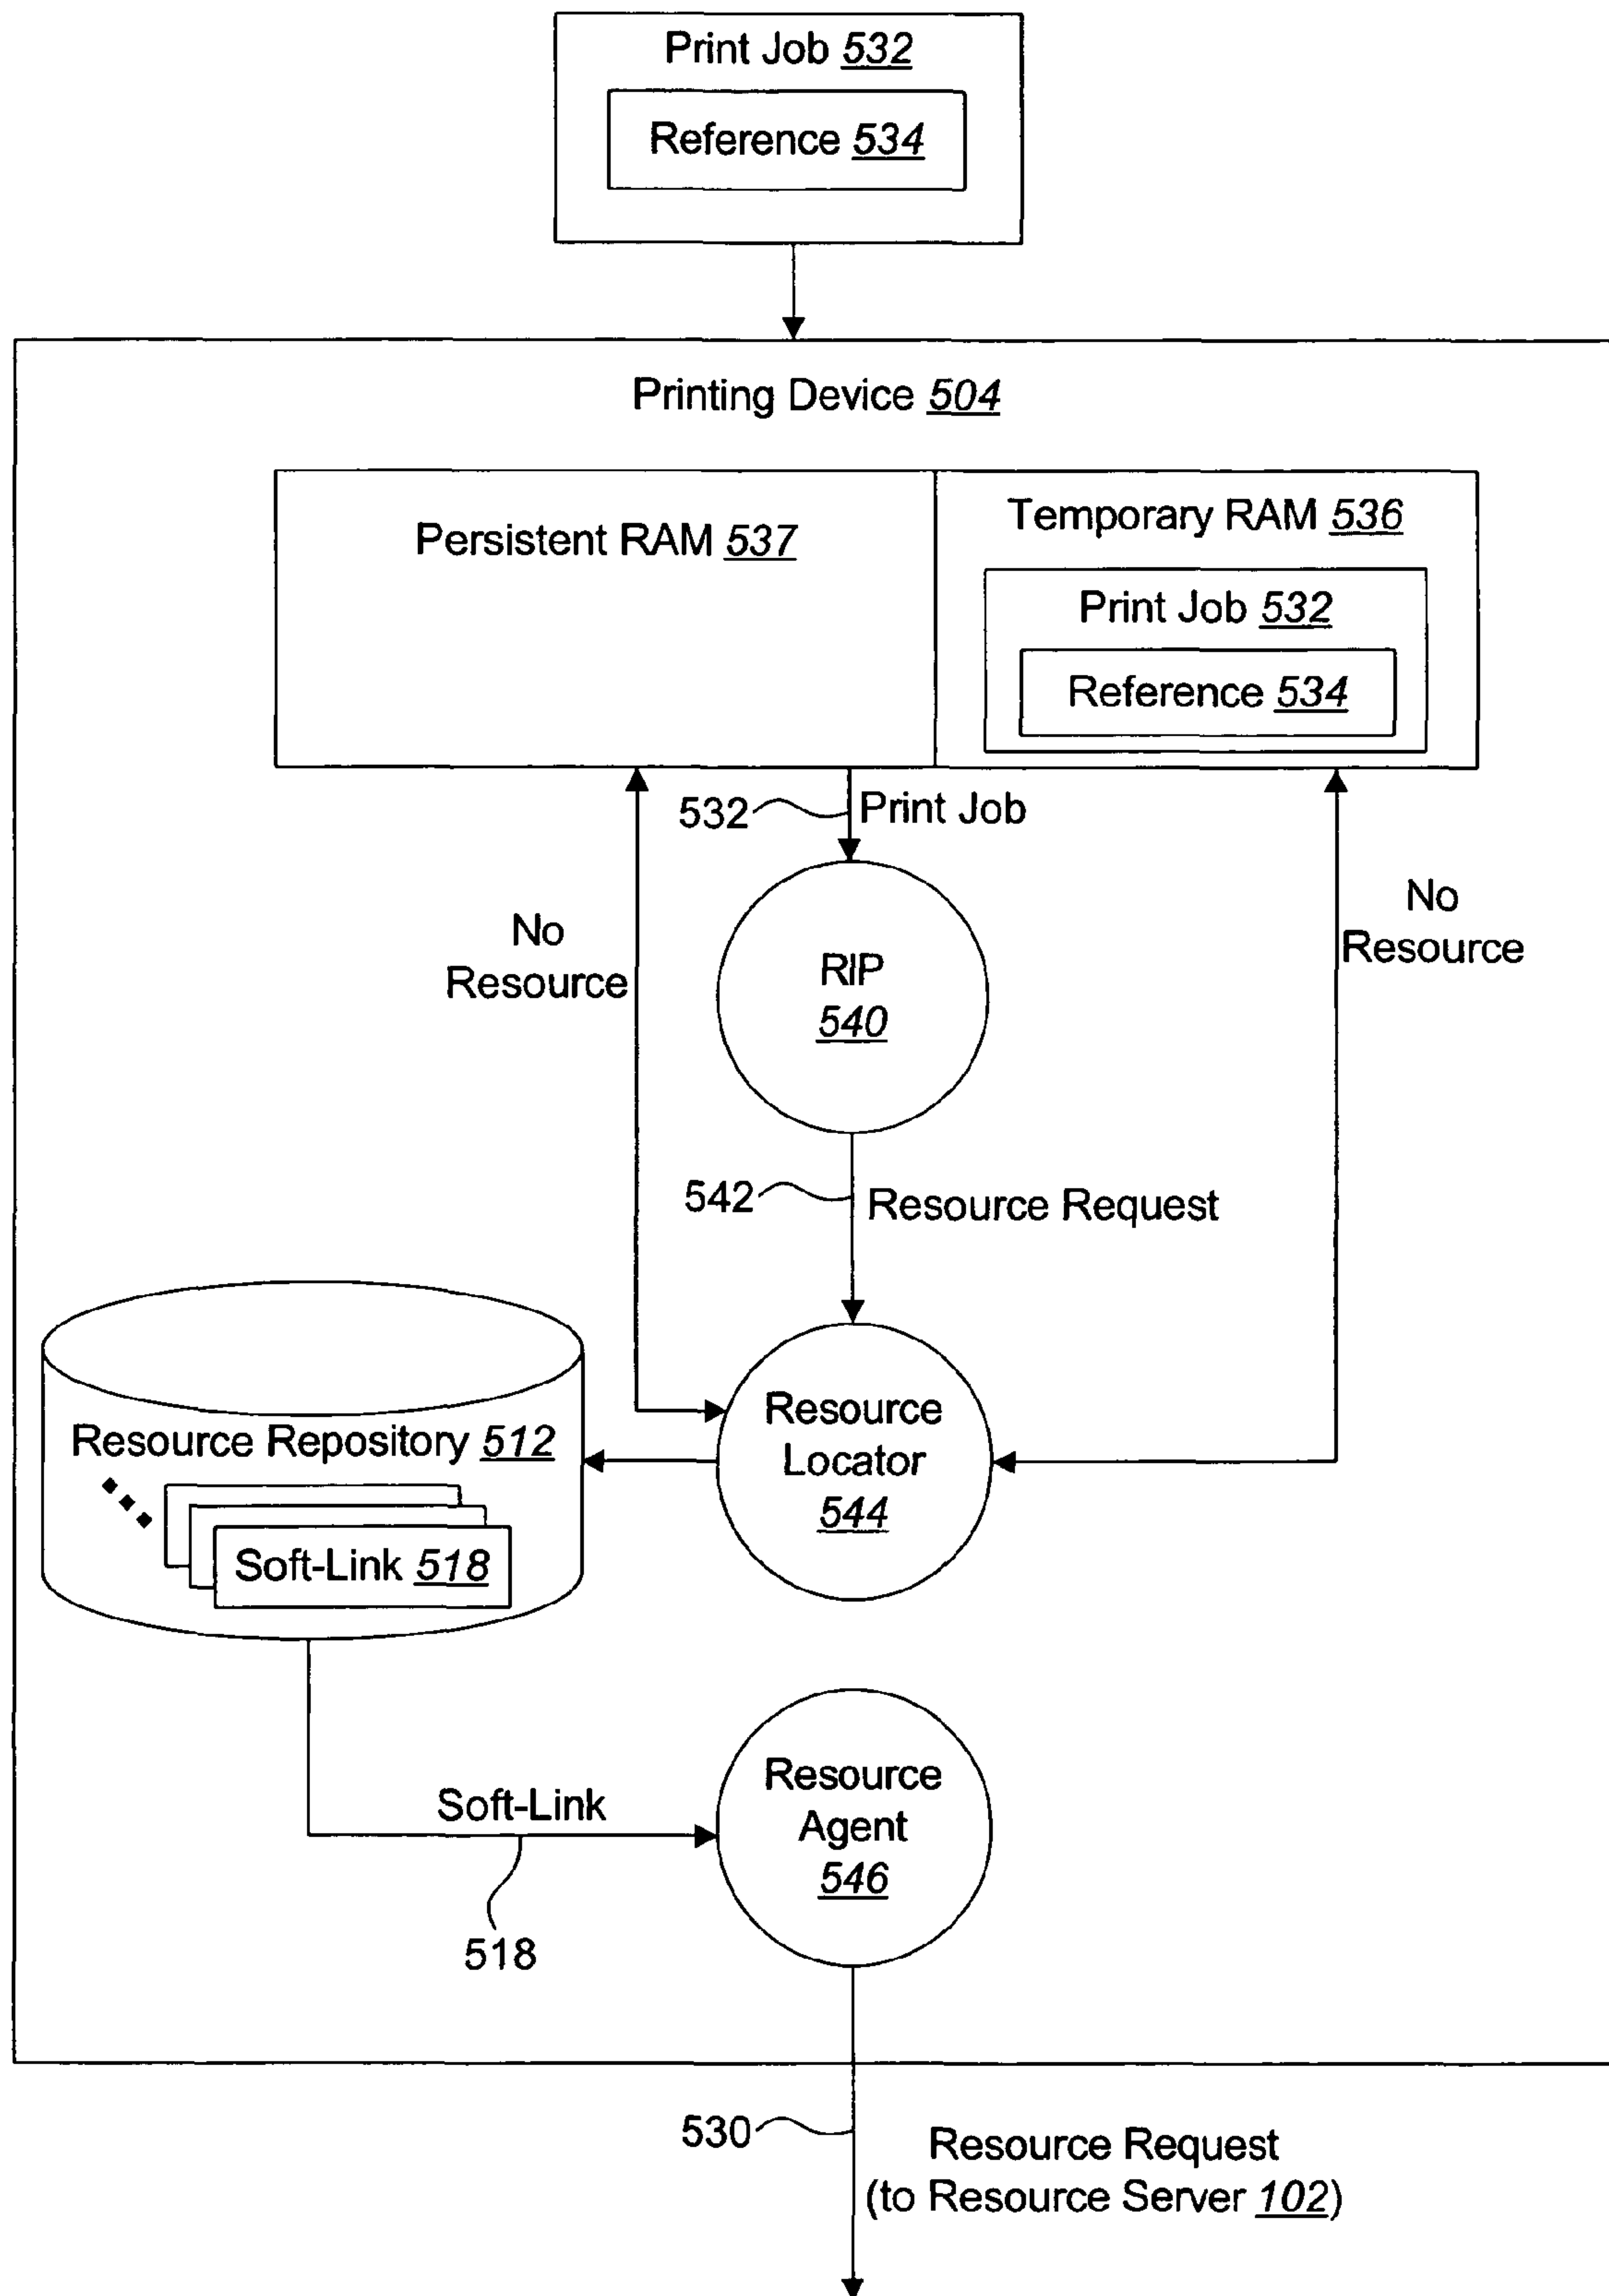 Print Job 532
Reference 534
Printing Device 504
Persistent RAM 537
Temporary RAM 536
Print Job 532
Reference 534
532
Print Job
No
Resource
No
Resource
RIP
540
542
Resource Request
Resource
Locator
544
Resource Repository 512
Soft-Link 518
Soft-Link
518
Resource
Agent
546
530
Resource Request
(to Resource Server 102)